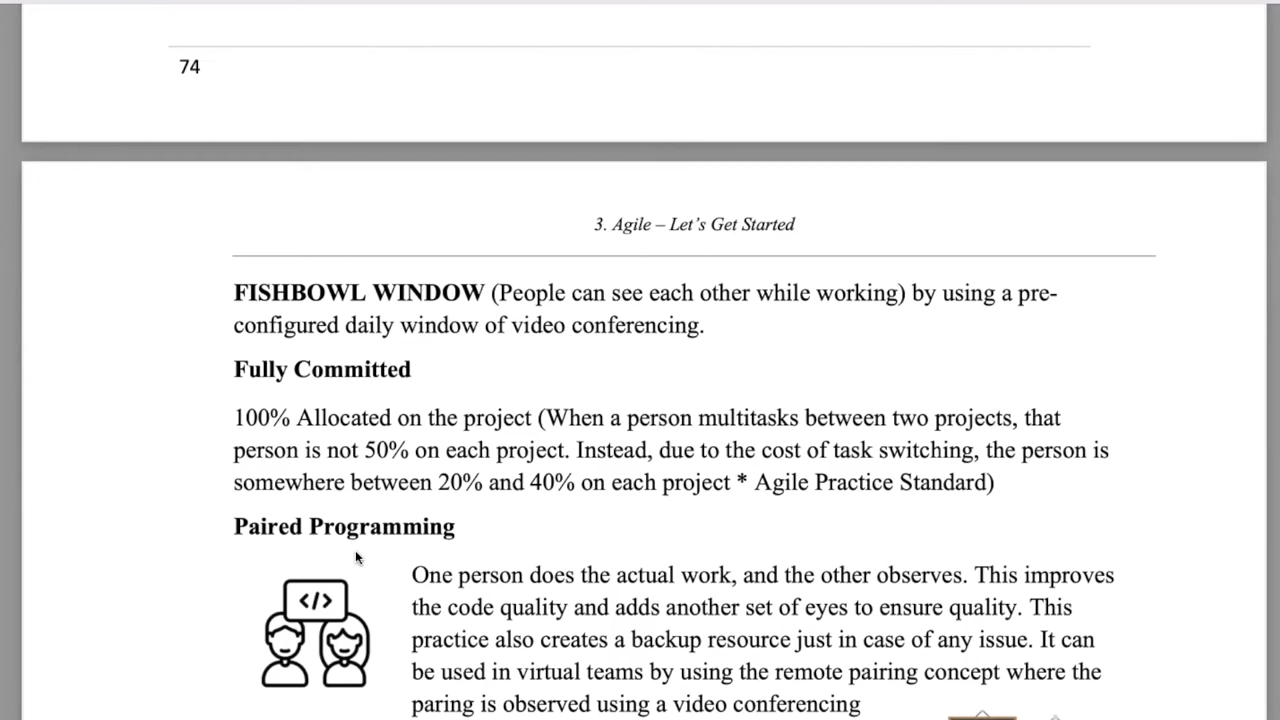 74
3. Agile – Let’s Get Started
FISHBOWL WINDOW (People can see each other while working) by using a pre-
configured daily window of video conferencing.
Fully Committed
100% Allocated on the project (When a person multitasks between two projects, that
person is not 50% on each project. Instead, due to the cost of task switching, the person is
somewhere between 20% and 40% on each project * Agile Practice Standard)
Paired Programming
</>
One person does the actual work, and the other observes. This improves
the code quality and adds another set of eyes to ensure quality. This
practice also creates a backup resource just in case of any issue. It can
be used in virtual teams by using the remote pairing concept where the
paring is observed using a video conferencing